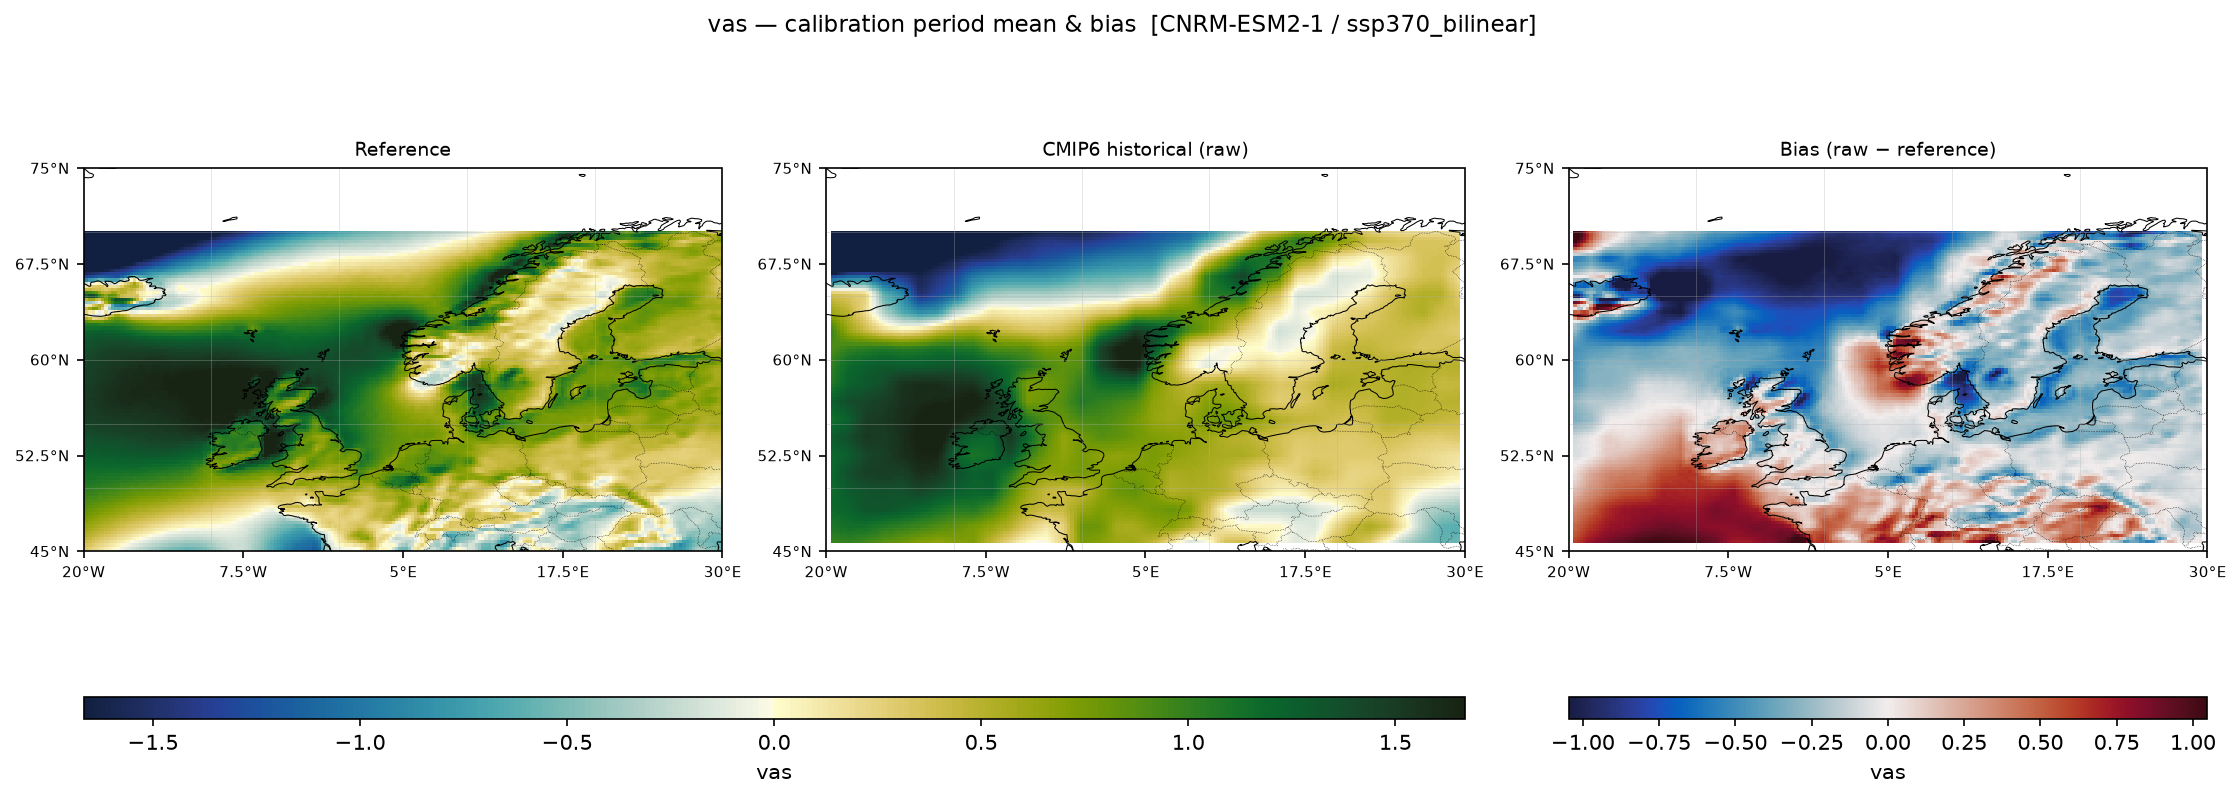 vas — calibration period mean & bias  [CNRM-ESM2-1 / ssp370_bilinear]
Reference
CMIP6 historical (raw)
Bias (raw − reference)
75°N
67.5°N
60°N
52.5°N
45°N
20°W
7.5°W
5°E
17.5°E
30°E
75°N
67.5°N
60°N
52.5°N
45°N
20°W
7.5°W
5°E
17.5°E
30°E
75°N
67.5°N
60°N
52.5°N
45°N
20°W
7.5°W
5°E
17.5°E
30°E
−1.5 −1.0 −0.5 0.0 0.5 1.0 1.5
vas
−1.00 −0.75 −0.50 −0.25 0.00 0.25 0.50 0.75 1.00
vas